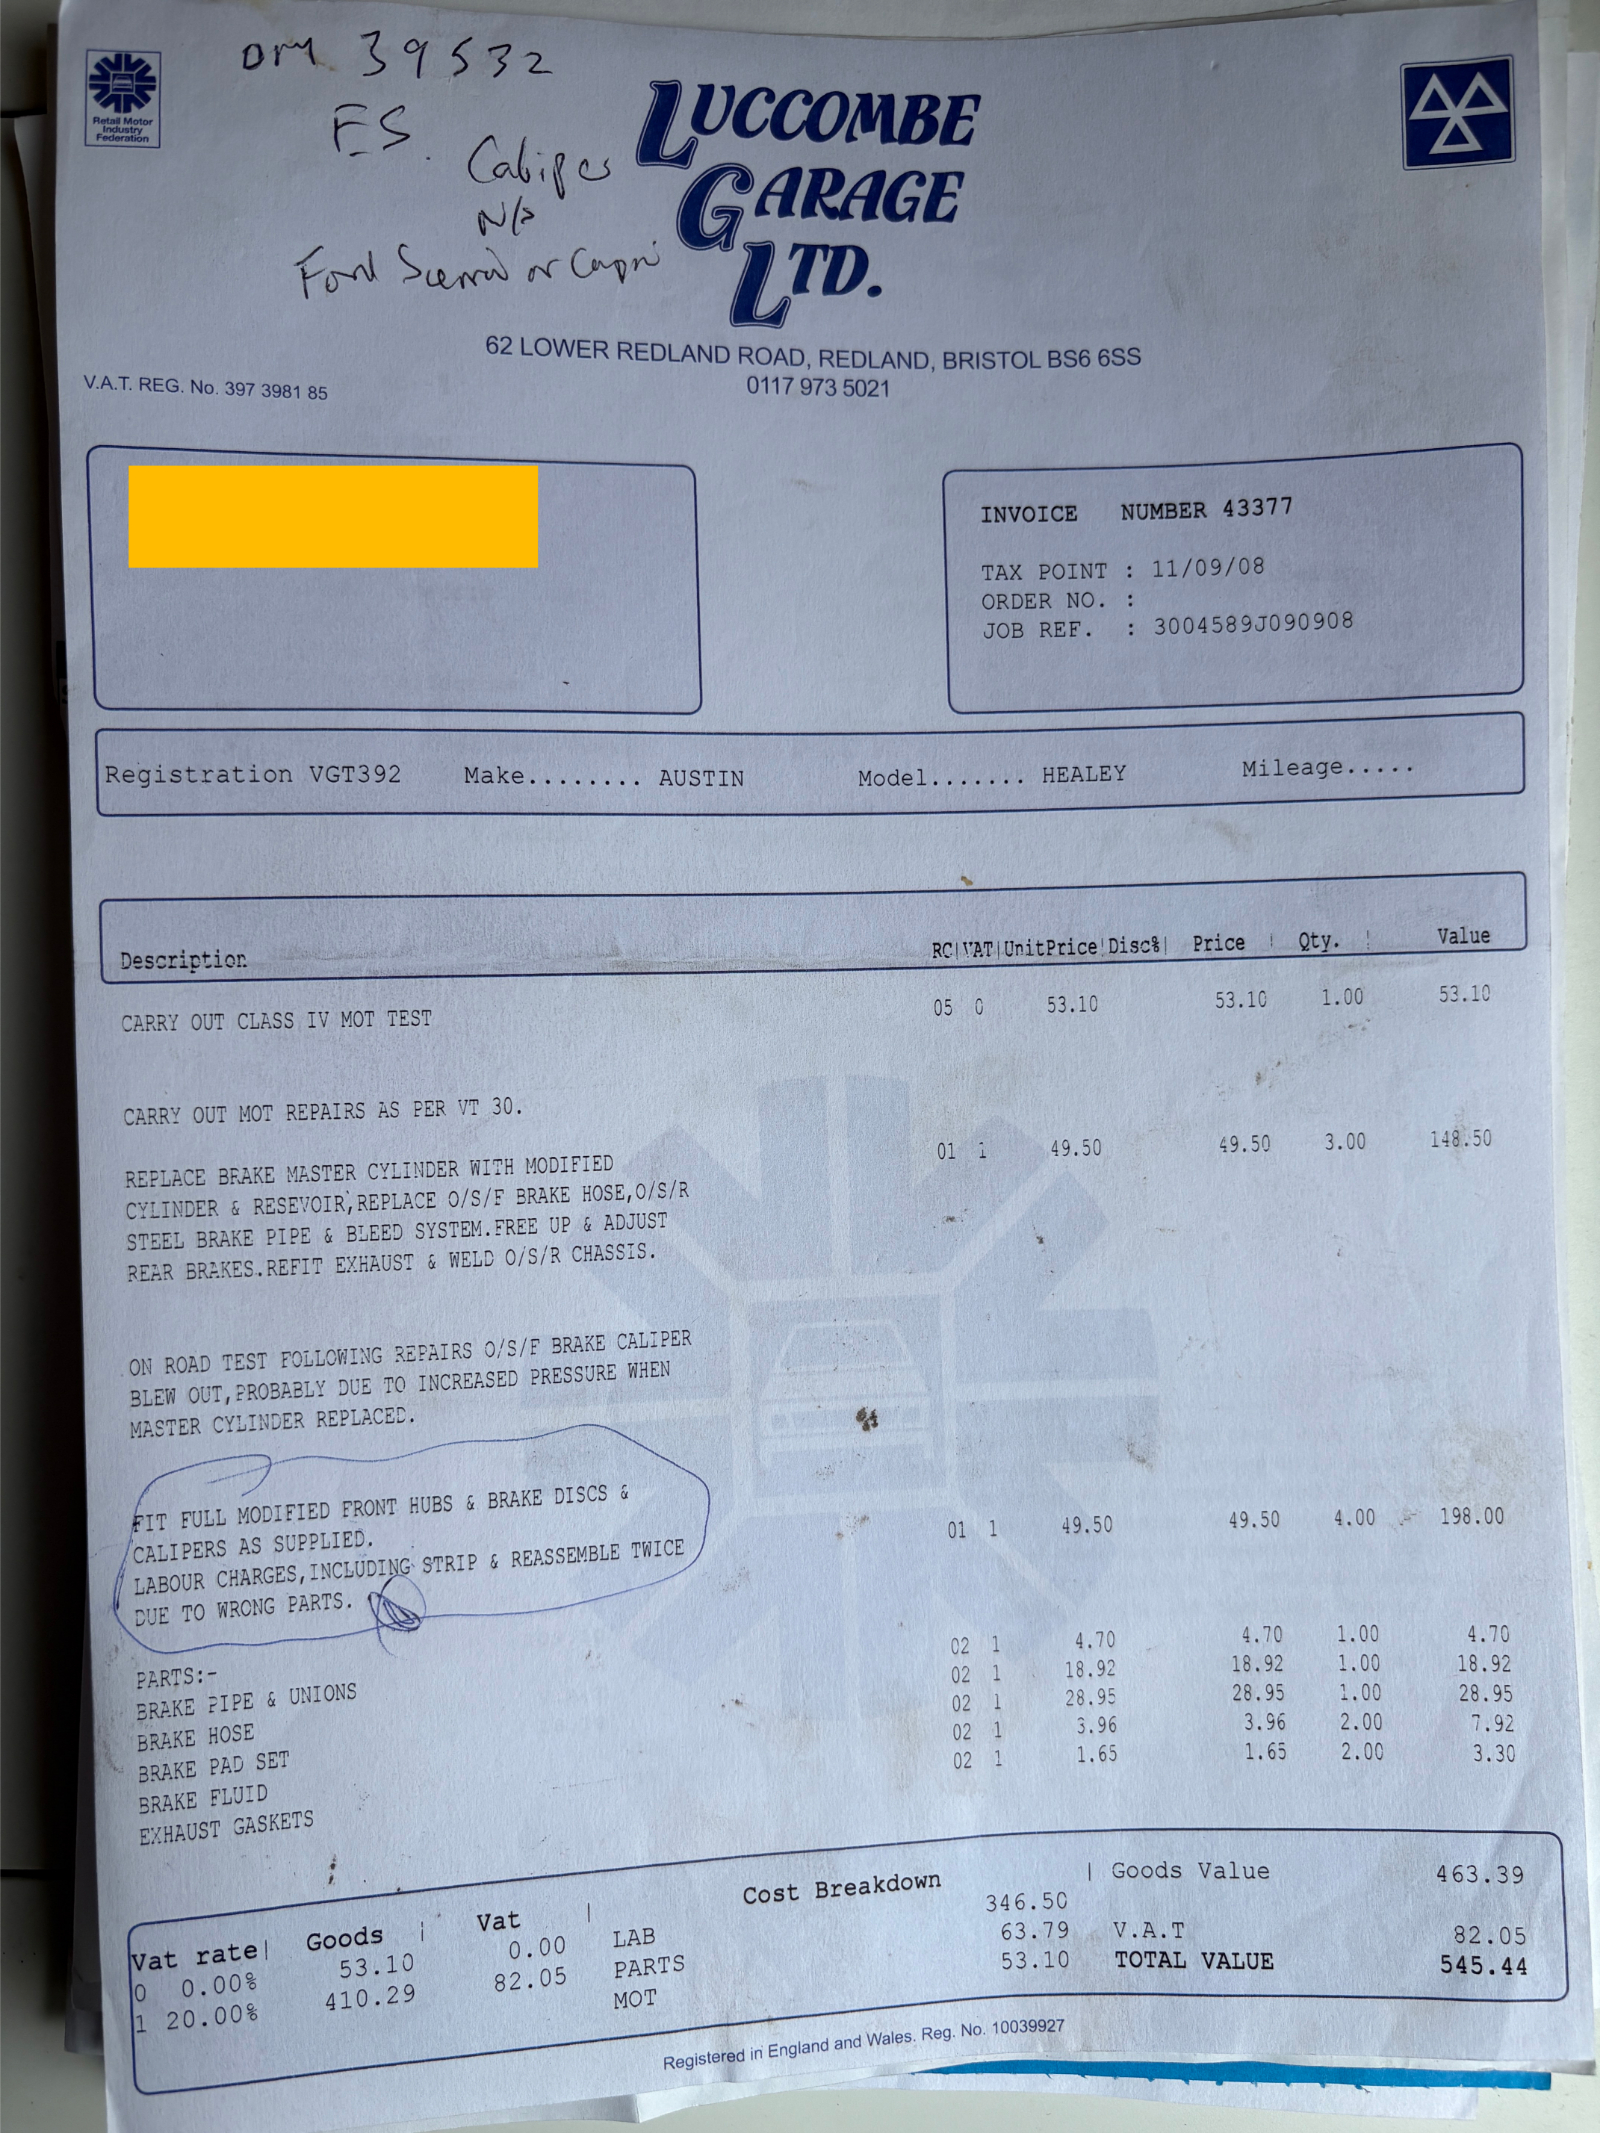 DM 39532
F.S.
Calipers
N/S
Ford Sierra or Capri
Retail Motor
Industry
Federation
LUCCOMBE
GARAGE
LTD.
62 LOWER REDLAND ROAD, REDLAND, BRISTOL BS6 6SS
0117 973 5021
V.A.T. REG. No. 397 3981 85
INVOICE NUMBER 43377
TAX POINT : 11/09/08
ORDER NO. :
JOB REF. : 3004589J090908
Registration VGT392 Make........ AUSTIN Model....... HEALEY Mileage.....
Description RC|VAT|UnitPrice|Disc%| Price | Qty. | Value
CARRY OUT CLASS IV MOT TEST 05 0 53.10 53.10 1.00 53.10
CARRY OUT MOT REPAIRS AS PER VT 30.
REPLACE BRAKE MASTER CYLINDER WITH MODIFIED 01 1 49.50 49.50 3.00 148.50
CYLINDER & RESEVOIR,REPLACE O/S/F BRAKE HOSE,O/S/R
STEEL BRAKE PIPE & BLEED SYSTEM.FREE UP & ADJUST
REAR BRAKES.REFIT EXHAUST & WELD O/S/R CHASSIS.
ON ROAD TEST FOLLOWING REPAIRS O/S/F BRAKE CALIPER
BLEW OUT,PROBABLY DUE TO INCREASED PRESSURE WHEN
MASTER CYLINDER REPLACED.
FIT FULL MODIFIED FRONT HUBS & BRAKE DISCS & 01 1 49.50 49.50 4.00 198.00
CALIPERS AS SUPPLIED.
LABOUR CHARGES,INCLUDING STRIP & REASSEMBLE TWICE
DUE TO WRONG PARTS.
PARTS:-
BRAKE PIPE & UNIONS 02 1 4.70 4.70 1.00 4.70
BRAKE HOSE 02 1 18.92 18.92 1.00 18.92
BRAKE PAD SET 02 1 28.95 28.95 1.00 28.95
BRAKE FLUID 02 1 3.96 3.96 2.00 7.92
EXHAUST GASKETS 02 1 1.65 1.65 2.00 3.30
Vat rate| Goods | Vat | Cost Breakdown | Goods Value 463.39
0 0.00% 53.10 0.00 LAB 346.50
1 20.00% 410.29 82.05 PARTS 63.79 V.A.T 82.05
MOT 53.10 TOTAL VALUE 545.44
Registered in England and Wales. Reg. No. 10039927